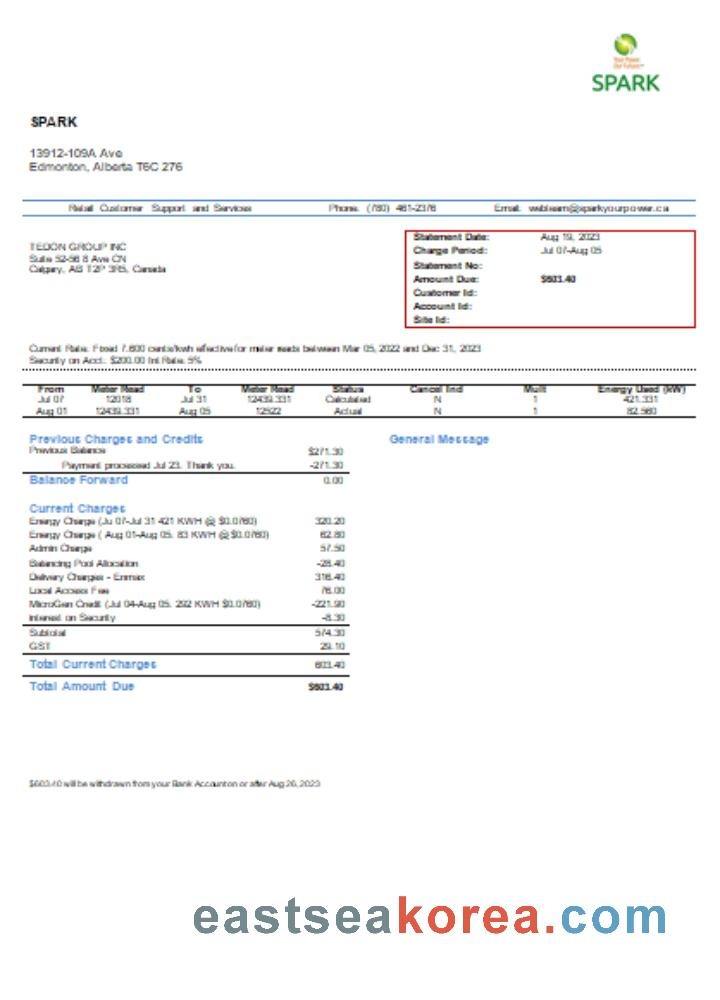 Your Power
Our Future™
SPARK
SPARK
13912-109A Ave
Edmonton, Alberta T6C 276
Retail Customer Support and Services Phone. (780) 461-2376 Email. webteam@sparkyourpower.ca
TEDON GROUP INC
Suite 52-56 8 Ave CN
Calgary, AB T2P 3R5, Canada
Statement Date: Aug 19, 2023
Charge Period: Jul 07-Aug 05
Statement No:
Amount Due: $603.40
Customer Id:
Account Id:
Site Id:
Current Rate: Fixed 7.600 cents/kwh effective for meter reads between Mar 05, 2022 and Dec 31, 2023
Security on Acct: $200.00 Int Rate: 5%
From Meter Read To Meter Read Status Cancel Ind Mult Energy Used (kW)
Jul 07 12018 Jul 31 12439.331 Calculated N 1 421.331
Aug 01 12439.331 Aug 05 12522 Actual N 1 82.560
Previous Charges and Credits
Previous Balance $271.30
Payment processed Jul 23. Thank you. -271.30
Balance Forward 0.00
General Message
Current Charges
Energy Charge (Ju 07-Jul 31 421 KWH @ $0.0760) 320.20
Energy Charge ( Aug 01-Aug 05. 83 KWH @ $0.0760) 62.80
Admin Charge 57.50
Balancing Pool Allocation -28.40
Delivery Charges - Enmax 316.40
Local Access Fee 76.00
MicroGen Credit (Jul 04-Aug 05. 292 KWH $0.0760) -221.90
Interest on Security -8.30
Subtotal 574.30
GST 29.10
Total Current Charges 603.40
Total Amount Due $603.40
$603.40 will be withdrawn from your Bank Accounton or after Aug 26, 2023
eastseakorea.com